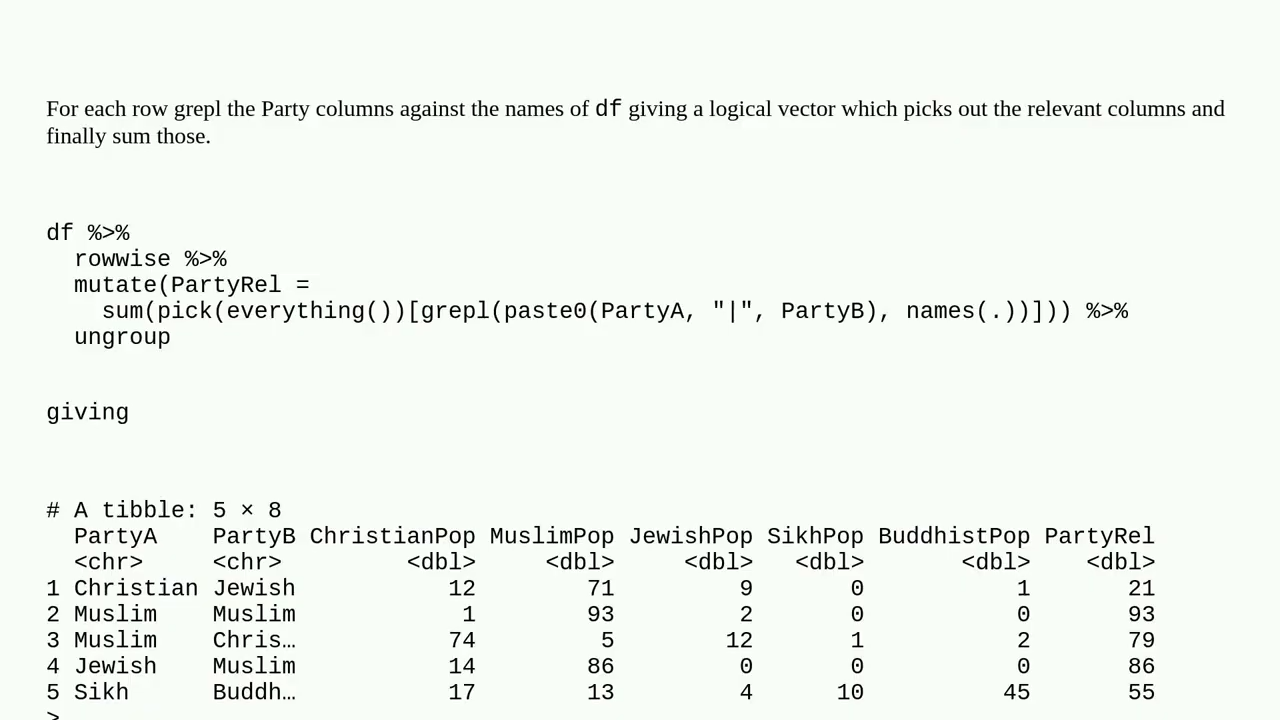 For each row grepl the Party columns against the names of df giving a logical vector which picks out the relevant columns and
finally sum those.
df %>%
  rowwise %>%
  mutate(PartyRel =
    sum(pick(everything())[grepl(paste0(PartyA, "|", PartyB), names(.))])) %>%
  ungroup
giving
# A tibble: 5 × 8
  PartyA    PartyB ChristianPop MuslimPop JewishPop SikhPop BuddhistPop PartyRel
  <chr>     <chr>         <dbl>     <dbl>     <dbl>   <dbl>       <dbl>    <dbl>
1 Christian Jewish           12        71         9       0           1       21
2 Muslim    Muslim            1        93         2       0           0       93
3 Muslim    Chris…           74         5        12       1           2       79
4 Jewish    Muslim           14        86         0       0           0       86
5 Sikh      Buddh…           17        13         4      10          45       55
>